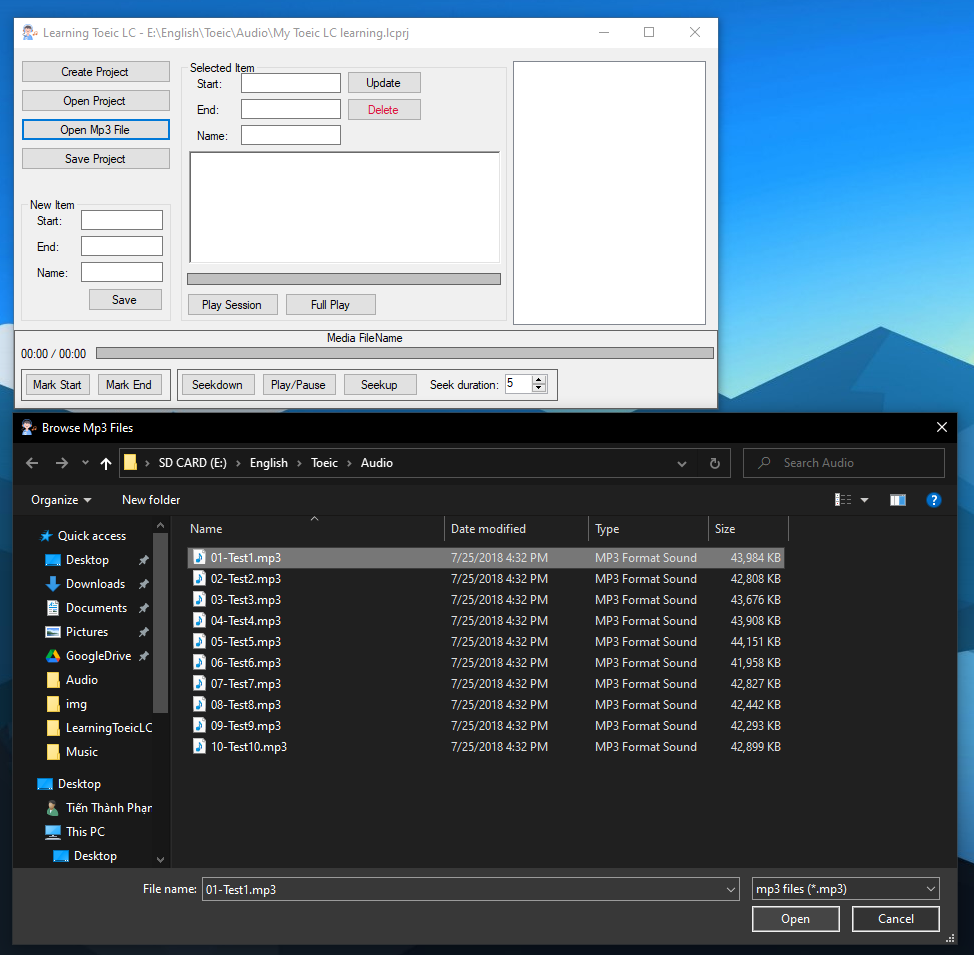 Learning Toeic LC - E:\English\Toeic\Audio\My Toeic LC learning.lcprj
Create Project
Open Project
Open Mp3 File
Save Project
New Item
Start:
End:
Name:
Save
Selected Item
Start:
Update
End:
Delete
Name:
Play Session
Full Play
Media FileName
00:00 / 00:00
Mark Start
Mark End
Seekdown
Play/Pause
Seekup
Seek duration:
5
Browse Mp3 Files
SD CARD (E:) › English › Toeic › Audio
Search Audio
Organize
New folder
?
Quick access
Desktop
Downloads
Documents
Pictures
GoogleDrive
Audio
img
LearningToeicLC
Music
Desktop
Tiến Thành Phạn
This PC
Desktop
Name Date modified Type Size
01-Test1.mp3 7/25/2018 4:32 PM MP3 Format Sound 43,984 KB
02-Test2.mp3 7/25/2018 4:32 PM MP3 Format Sound 42,808 KB
03-Test3.mp3 7/25/2018 4:32 PM MP3 Format Sound 43,676 KB
04-Test4.mp3 7/25/2018 4:32 PM MP3 Format Sound 43,908 KB
05-Test5.mp3 7/25/2018 4:32 PM MP3 Format Sound 44,151 KB
06-Test6.mp3 7/25/2018 4:32 PM MP3 Format Sound 41,958 KB
07-Test7.mp3 7/25/2018 4:32 PM MP3 Format Sound 42,827 KB
08-Test8.mp3 7/25/2018 4:32 PM MP3 Format Sound 42,442 KB
09-Test9.mp3 7/25/2018 4:32 PM MP3 Format Sound 42,293 KB
10-Test10.mp3 7/25/2018 4:32 PM MP3 Format Sound 42,899 KB
File name: 01-Test1.mp3
mp3 files (*.mp3)
Open
Cancel